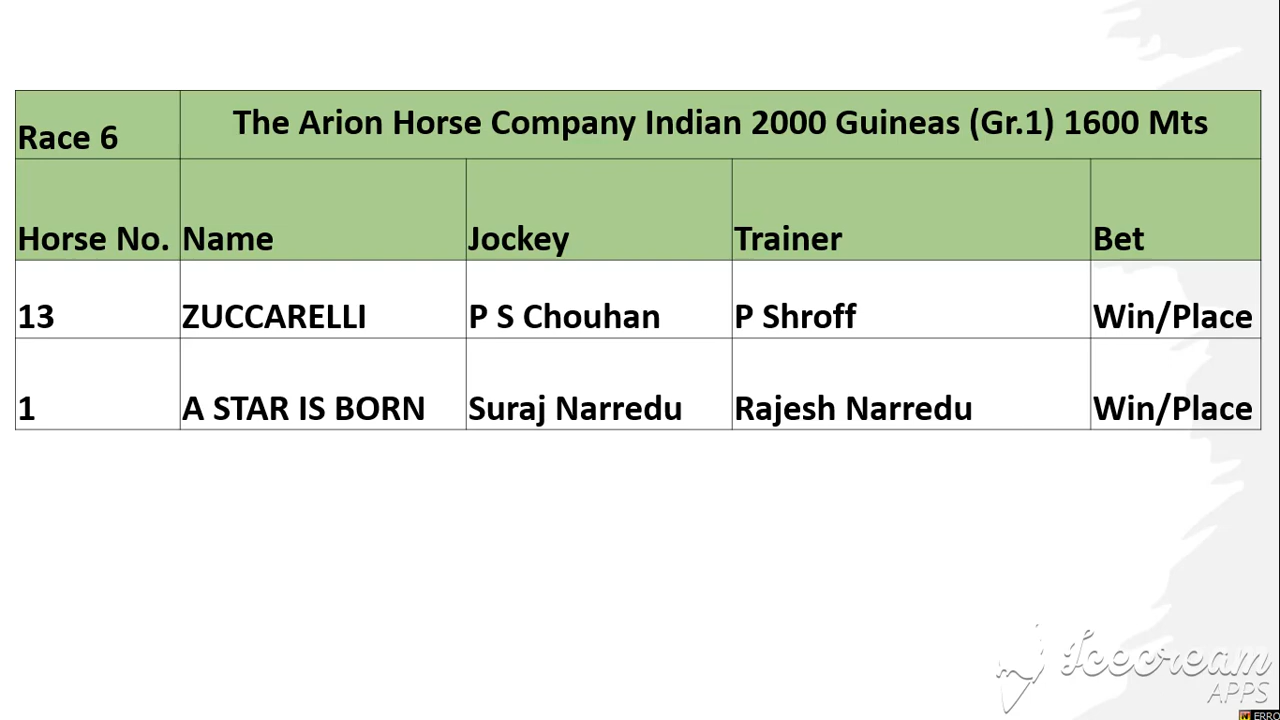 Race 6 The Arion Horse Company Indian 2000 Guineas (Gr.1) 1600 Mts
Horse No. Name Jockey Trainer Bet
13 ZUCCARELLI P S Chouhan P Shroff Win/Place
1 A STAR IS BORN Suraj Narredu Rajesh Narredu Win/Place
Icecream
APPS
ERRO